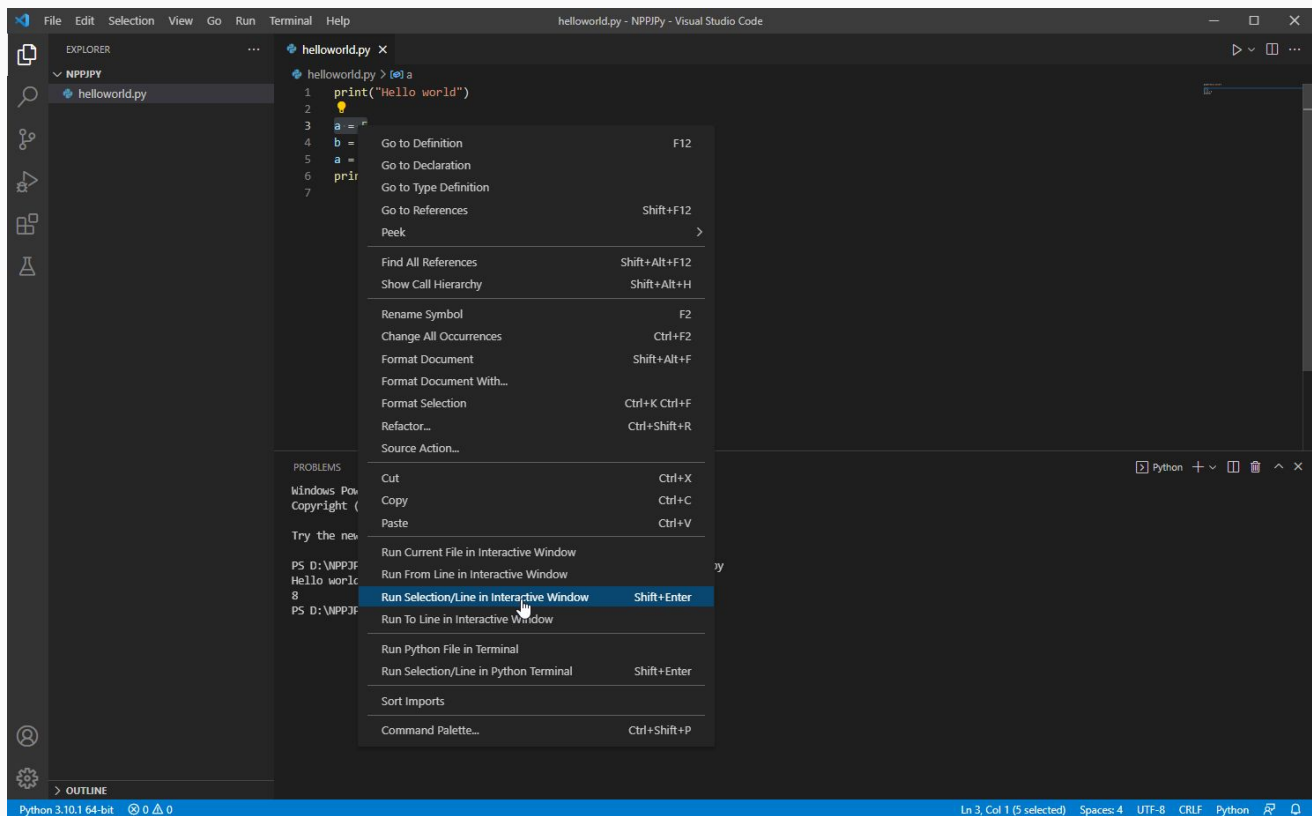 File Edit Selection View Go Run Terminal Help helloworld.py - NPPJPy - Visual Studio Code
EXPLORER
NPPJPY
helloworld.py
OUTLINE
helloworld.py
helloworld.py > a
1 print("Hello world")
2
3 a =
4 b =
5 a =
6 prin
7
Go to Definition F12
Go to Declaration
Go to Type Definition
Go to References Shift+F12
Peek >
Find All References Shift+Alt+F12
Show Call Hierarchy Shift+Alt+H
Rename Symbol F2
Change All Occurrences Ctrl+F2
Format Document Shift+Alt+F
Format Document With...
Format Selection Ctrl+K Ctrl+F
Refactor... Ctrl+Shift+R
Source Action...
Cut Ctrl+X
Copy Ctrl+C
Paste Ctrl+V
Run Current File in Interactive Window
Run From Line in Interactive Window
Run Selection/Line in Interactive Window Shift+Enter
Run To Line in Interactive Window
Run Python File in Terminal
Run Selection/Line in Python Terminal Shift+Enter
Sort Imports
Command Palette... Ctrl+Shift+P
PROBLEMS
Python
Windows Pow
Copyright (
Try the new
PS D:\NPPJP
py
Hello world
8
PS D:\NPPJP
Python 3.10.1 64-bit 0 0 Ln 3, Col 1 (5 selected) Spaces: 4 UTF-8 CRLF Python